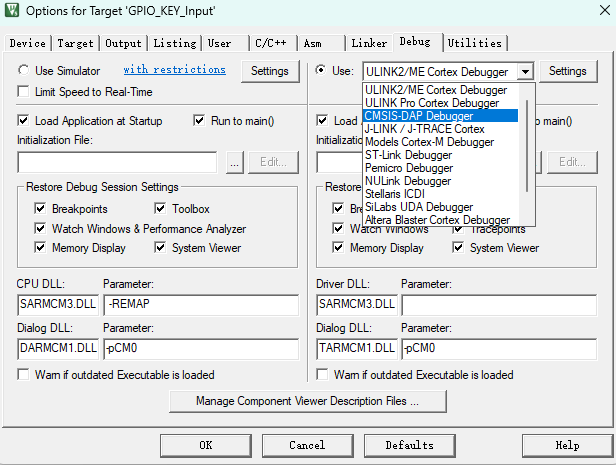 Options for Target 'GPIO_KEY_Input'
Device Target Output Listing User C/C++ Asm Linker Debug Utilities
Use Simulator with restrictions Settings
Use: ULINK2/ME Cortex Debugger Settings
Limit Speed to Real-Time
ULINK2/ME Cortex Debugger
ULINK Pro Cortex Debugger
CMSIS-DAP Debugger
J-LINK / J-TRACE Cortex
Models Cortex-M Debugger
ST-Link Debugger
Pemicro Debugger
NULink Debugger
Stellaris ICDI
SiLabs UDA Debugger
Altera Blaster Cortex Debugger
Load Application at Startup Run to main()
Initialization File:
... Edit...
Restore Debug Session Settings
Breakpoints Toolbox
Watch Windows & Performance Analyzer
Memory Display System Viewer
CPU DLL: Parameter:
SARMCM3.DLL -REMAP
Dialog DLL: Parameter:
DARMCM1.DLL -pCM0
Warn if outdated Executable is loaded
Load A main()
Initializatio
Edit...
Restore
Bre
Watch Windows Tracepoints
Memory Display System Viewer
Driver DLL: Parameter:
SARMCM3.DLL
Dialog DLL: Parameter:
TARMCM1.DLL -pCM0
Warn if outdated Executable is loaded
Manage Component Viewer Description Files ...
OK Cancel Defaults Help